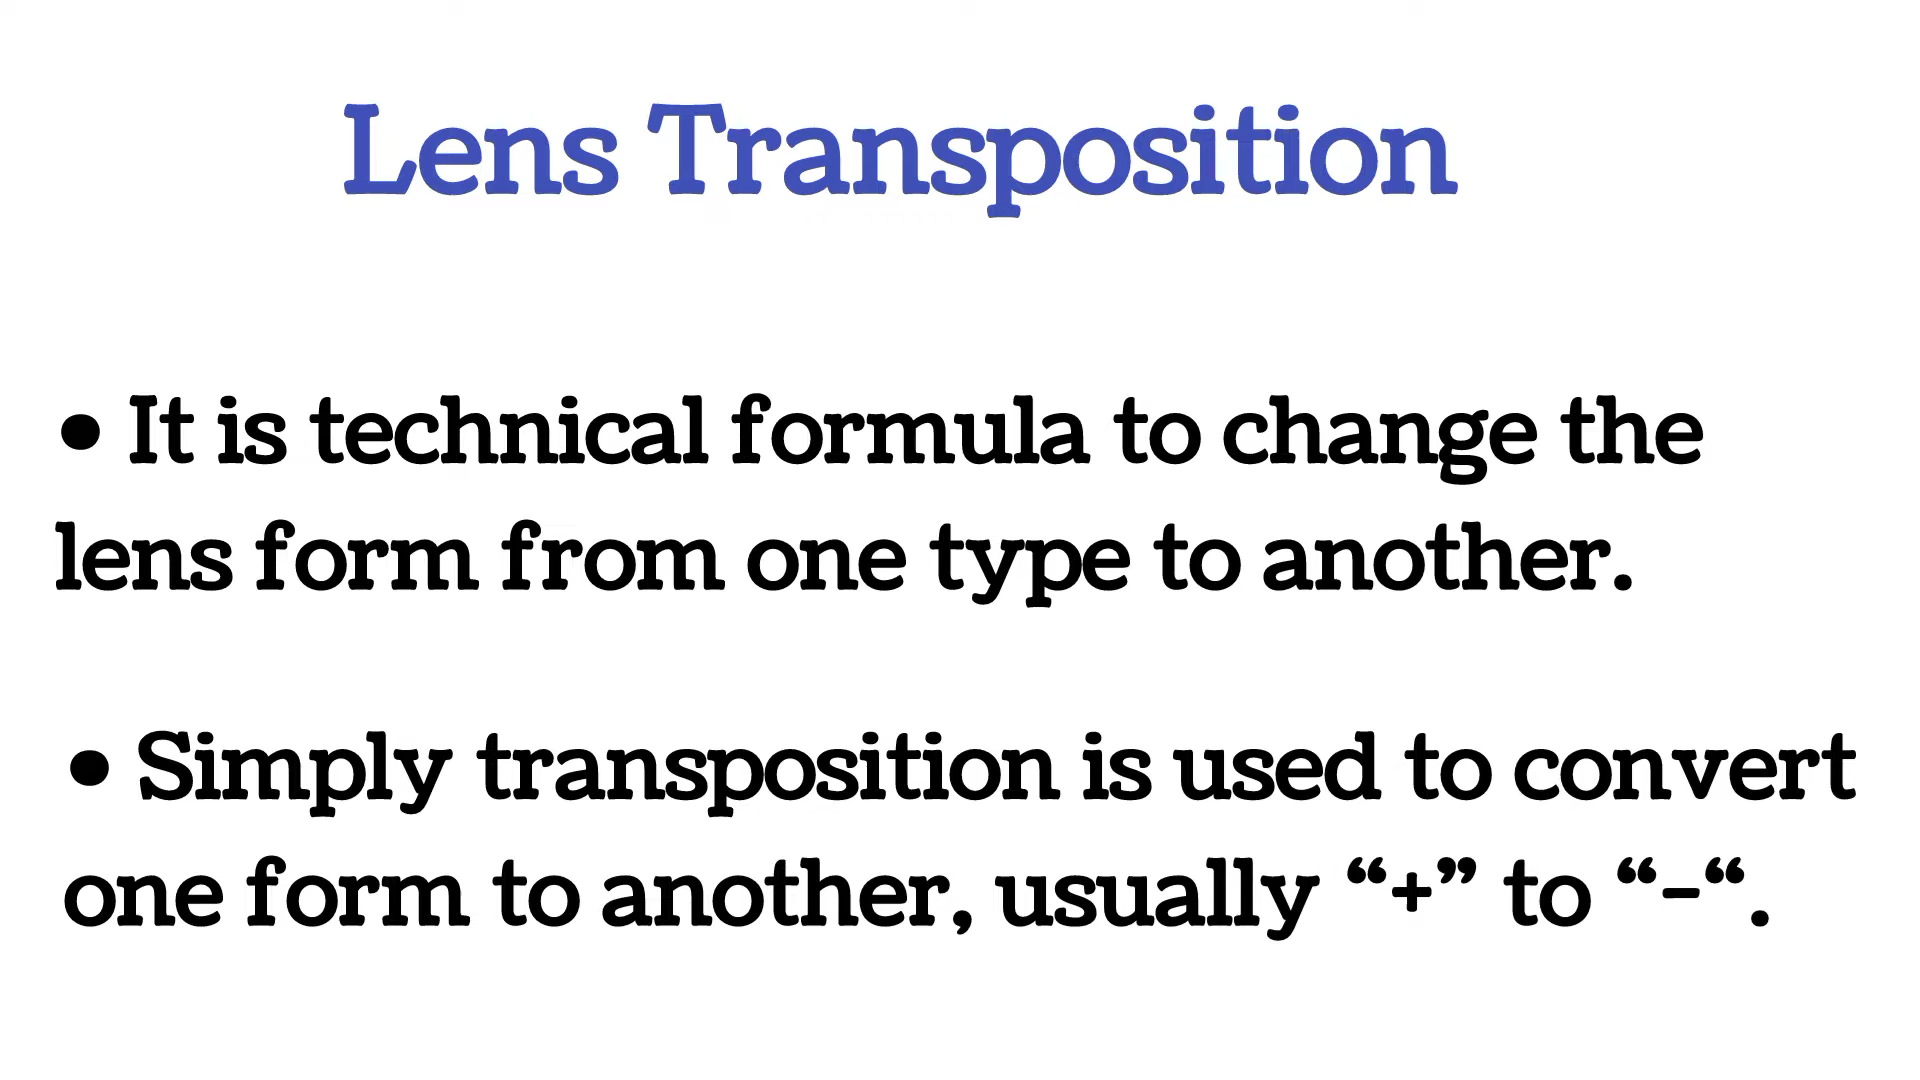 Lens Transposition
• It is technical formula to change the
lens form from one type to another.
• Simply transposition is used to convert
one form to another, usually “+” to “-“.